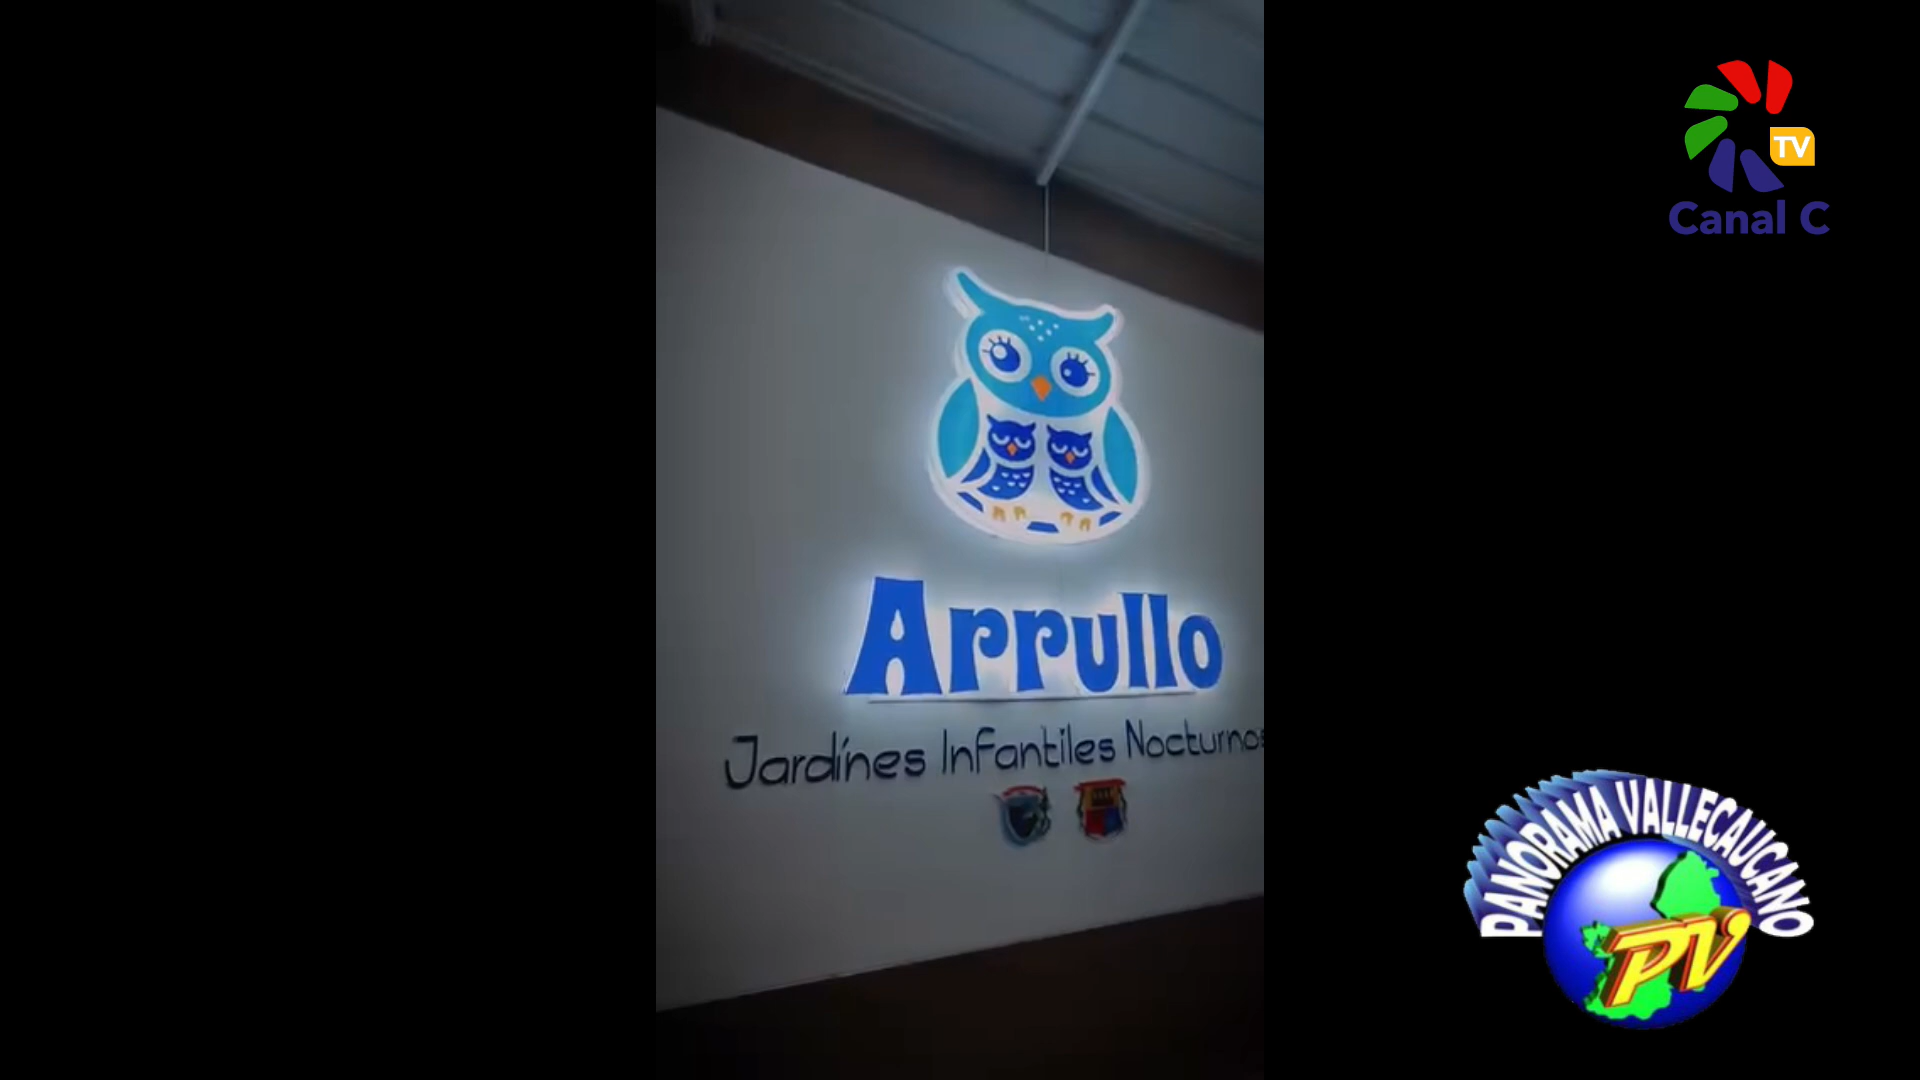 TV
Canal C
Arrullo
Jardínes Infantiles Nocturnos
PANORAMA VALLECAUCANO
PV